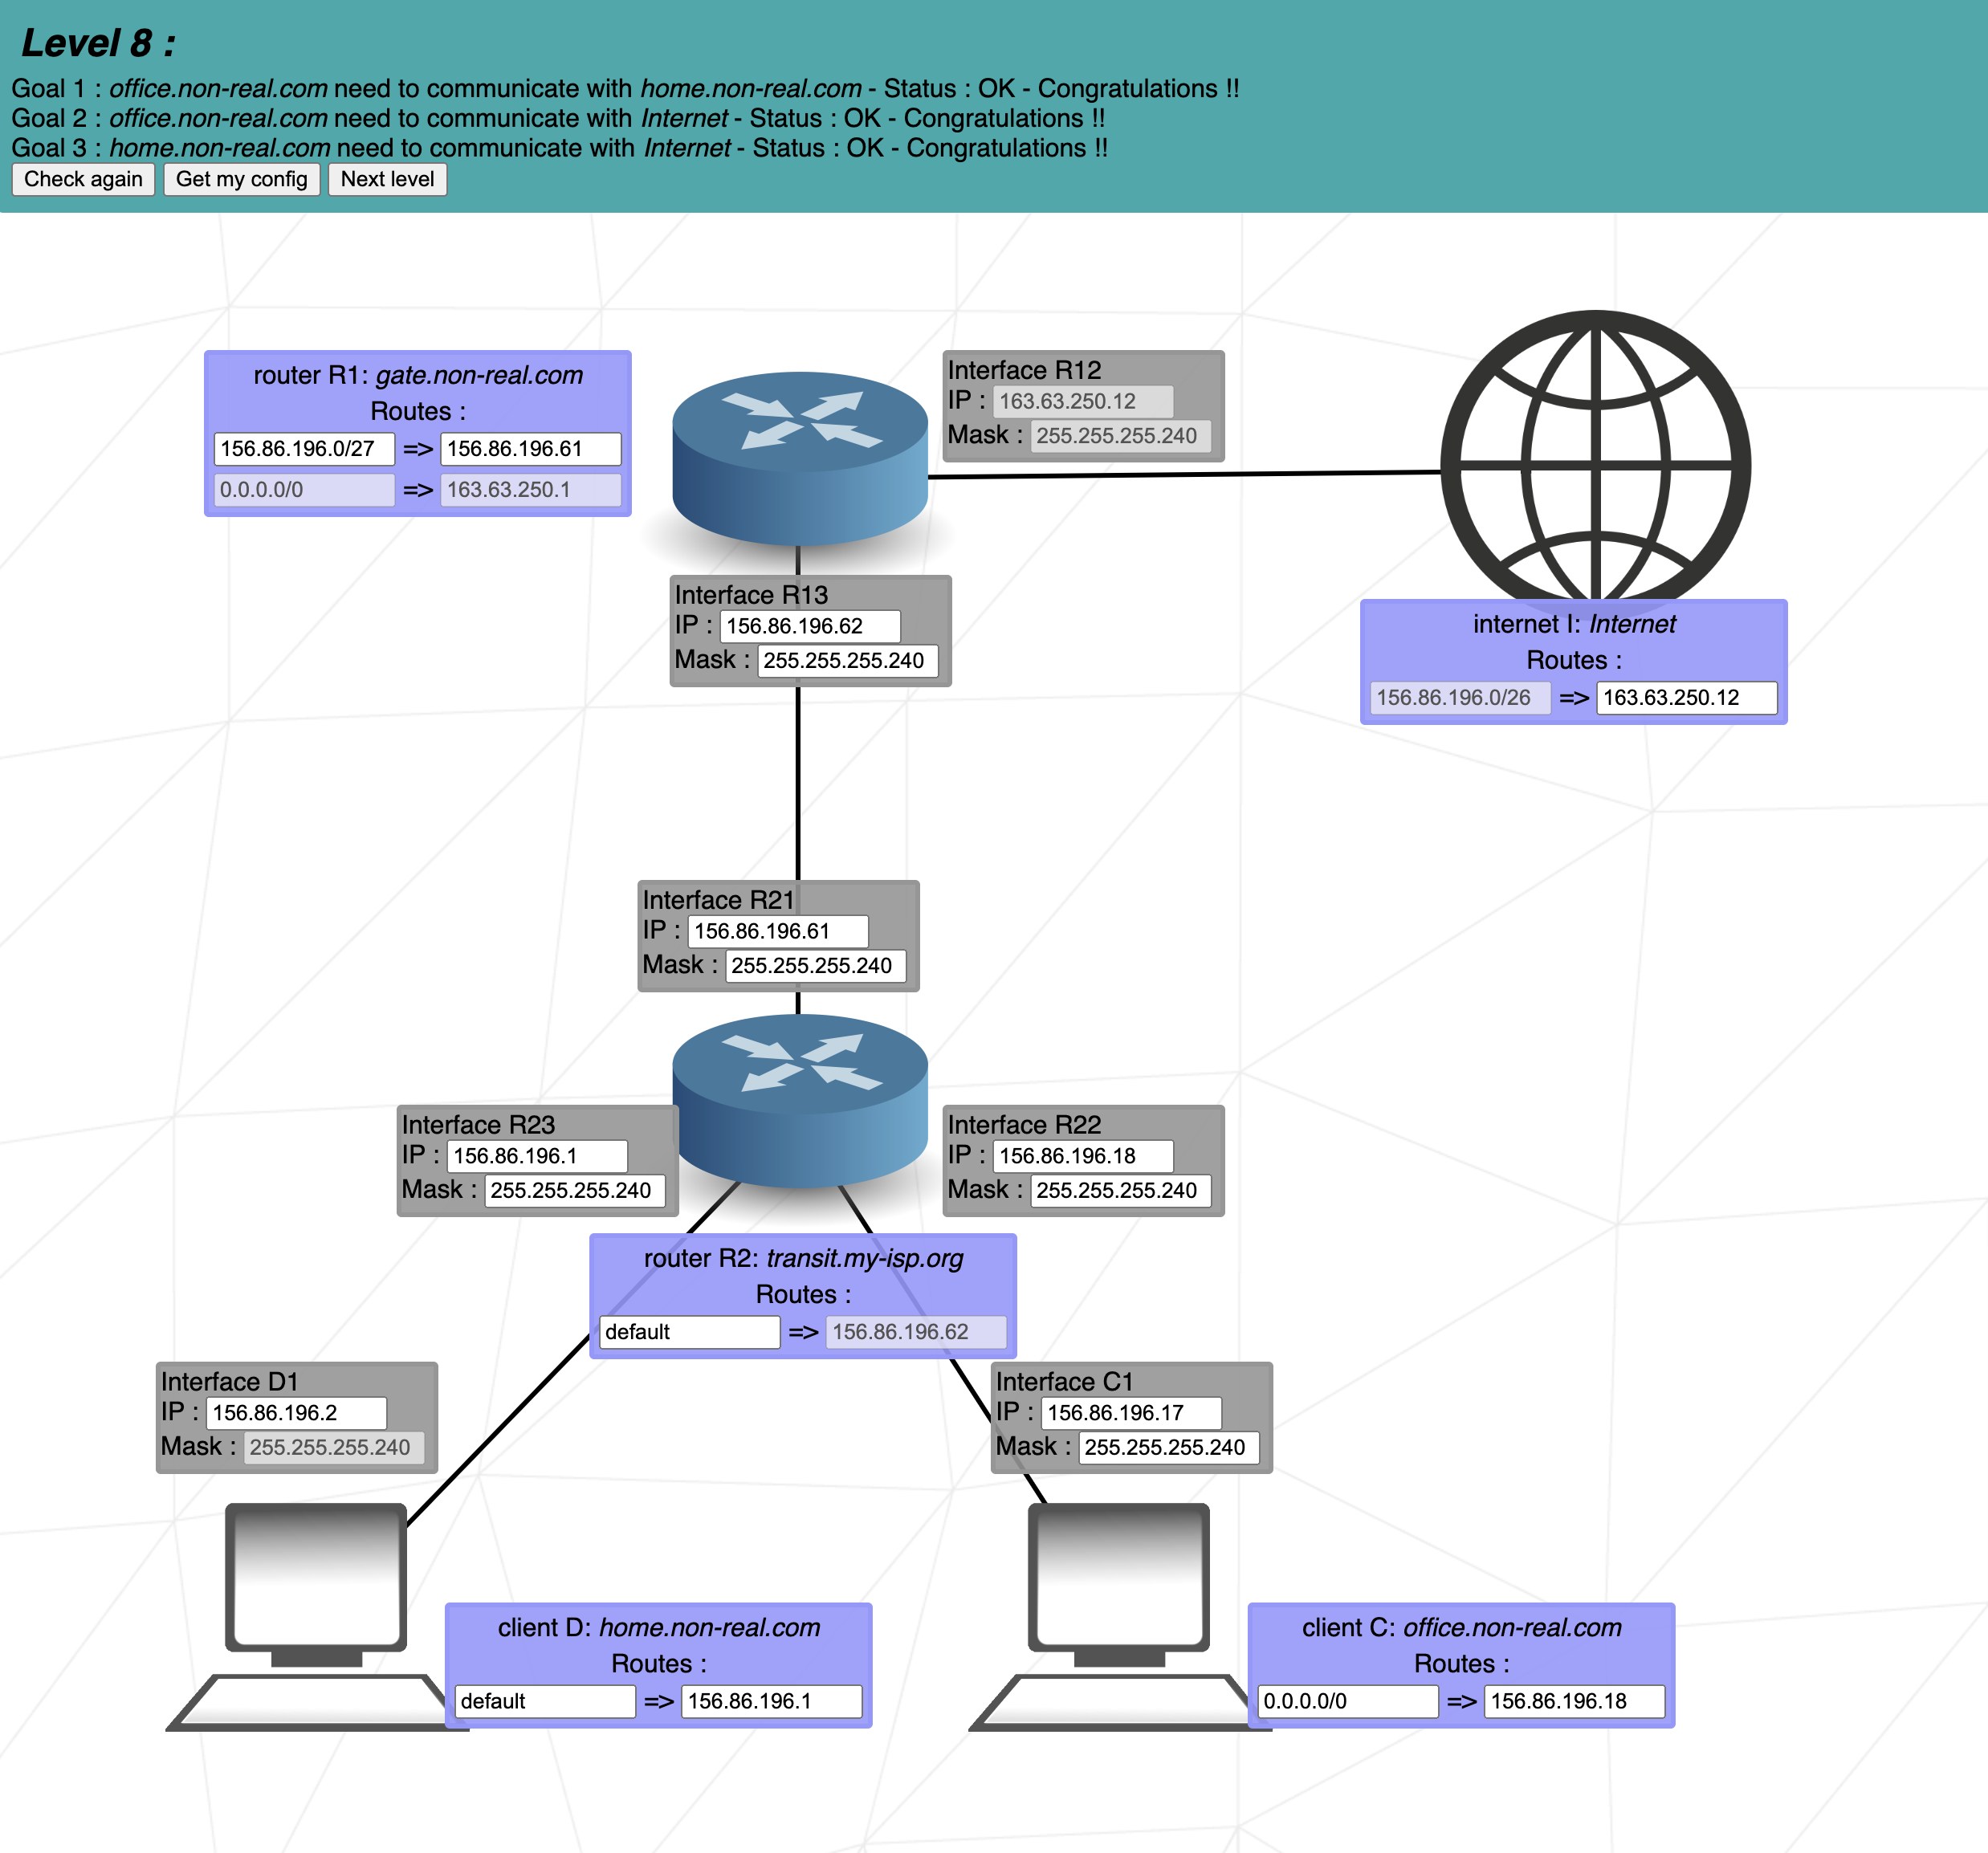 Level 8 :
Goal 1 : office.non-real.com need to communicate with home.non-real.com - Status : OK - Congratulations !!
Goal 2 : office.non-real.com need to communicate with Internet - Status : OK - Congratulations !!
Goal 3 : home.non-real.com need to communicate with Internet - Status : OK - Congratulations !!
Check again Get my config Next level
router R1: gate.non-real.com
Routes :
156.86.196.0/27 => 156.86.196.61
0.0.0.0/0 => 163.63.250.1
Interface R12
IP : 163.63.250.12
Mask : 255.255.255.240
Interface R13
IP : 156.86.196.62
Mask : 255.255.255.240
internet I: Internet
Routes :
156.86.196.0/26 => 163.63.250.12
Interface R21
IP : 156.86.196.61
Mask : 255.255.255.240
Interface R23
IP : 156.86.196.1
Mask : 255.255.255.240
Interface R22
IP : 156.86.196.18
Mask : 255.255.255.240
router R2: transit.my-isp.org
Routes :
default => 156.86.196.62
Interface D1
IP : 156.86.196.2
Mask : 255.255.255.240
Interface C1
IP : 156.86.196.17
Mask : 255.255.255.240
client D: home.non-real.com
Routes :
default => 156.86.196.1
client C: office.non-real.com
Routes :
0.0.0.0/0 => 156.86.196.18